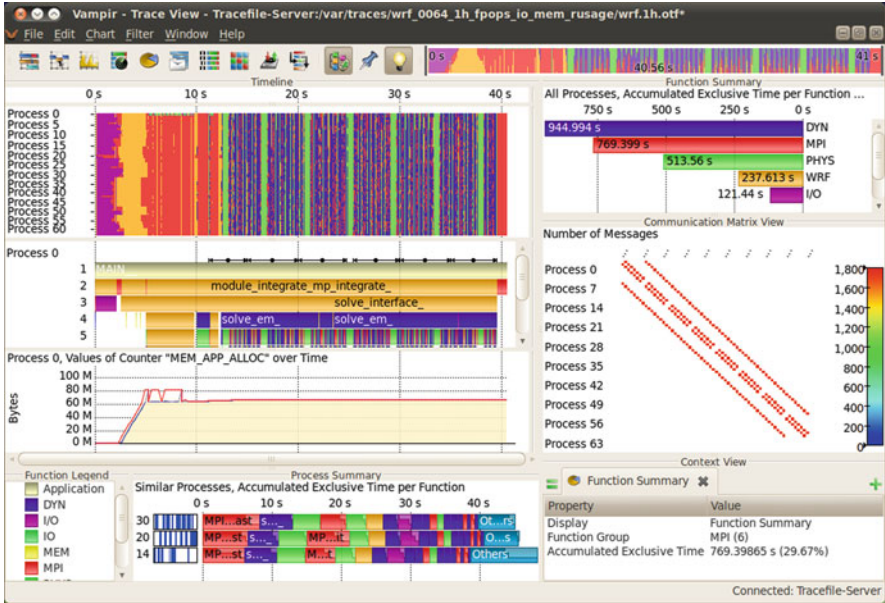 Vampir - Trace View - Tracefile-Server:/var/traces/wrf_0064_1h_fpops_io_mem_rusage/wrf.1h.otf*
File Edit Chart Filter Window Help
0 s
40.56 s
41 s
Timeline
0 s 10 s 20 s 30 s 40 s
Process 0
Process 5
Process 10
Process 15
Process 20
Process 25
Process 30
Process 35
Process 40
Process 45
Process 50
Process 55
Process 60
Process 0
1 MAIN
2 module_integrate_mp_integrate_
3 solve_interface_
4 solve_em_ solve_em_
5
Process 0, Values of Counter "MEM_APP_ALLOC" over Time
Bytes
100 M
80 M
60 M
40 M
20 M
0 M
Function Summary
All Processes, Accumulated Exclusive Time per Function ...
750 s 500 s 250 s 0 s
944.994 s DYN
769.399 s MPI
513.56 s PHYS
237.613 s WRF
121.44 s I/O
Communication Matrix View
Number of Messages
Process 0
Process 7
Process 14
Process 21
Process 28
Process 35
Process 42
Process 49
Process 56
Process 63
1,800
1,600
1,400
1,200
1,000
800
600
400
200
0
Function Legend
Application
DYN
I/O
IO
MEM
MPI
Process Summary
Similar Processes, Accumulated Exclusive Time per Function
0 s 10 s 20 s 30 s 40 s
30 MPI...ast s..._ Ot...rs
20 MP...st s..._ MP...it O...s
14 MP...st M...t Others
Context View
Function Summary
Property Value
Display Function Summary
Function Group MPI (6)
Accumulated Exclusive Time 769.39865 s (29.67%)
Connected: Tracefile-Server